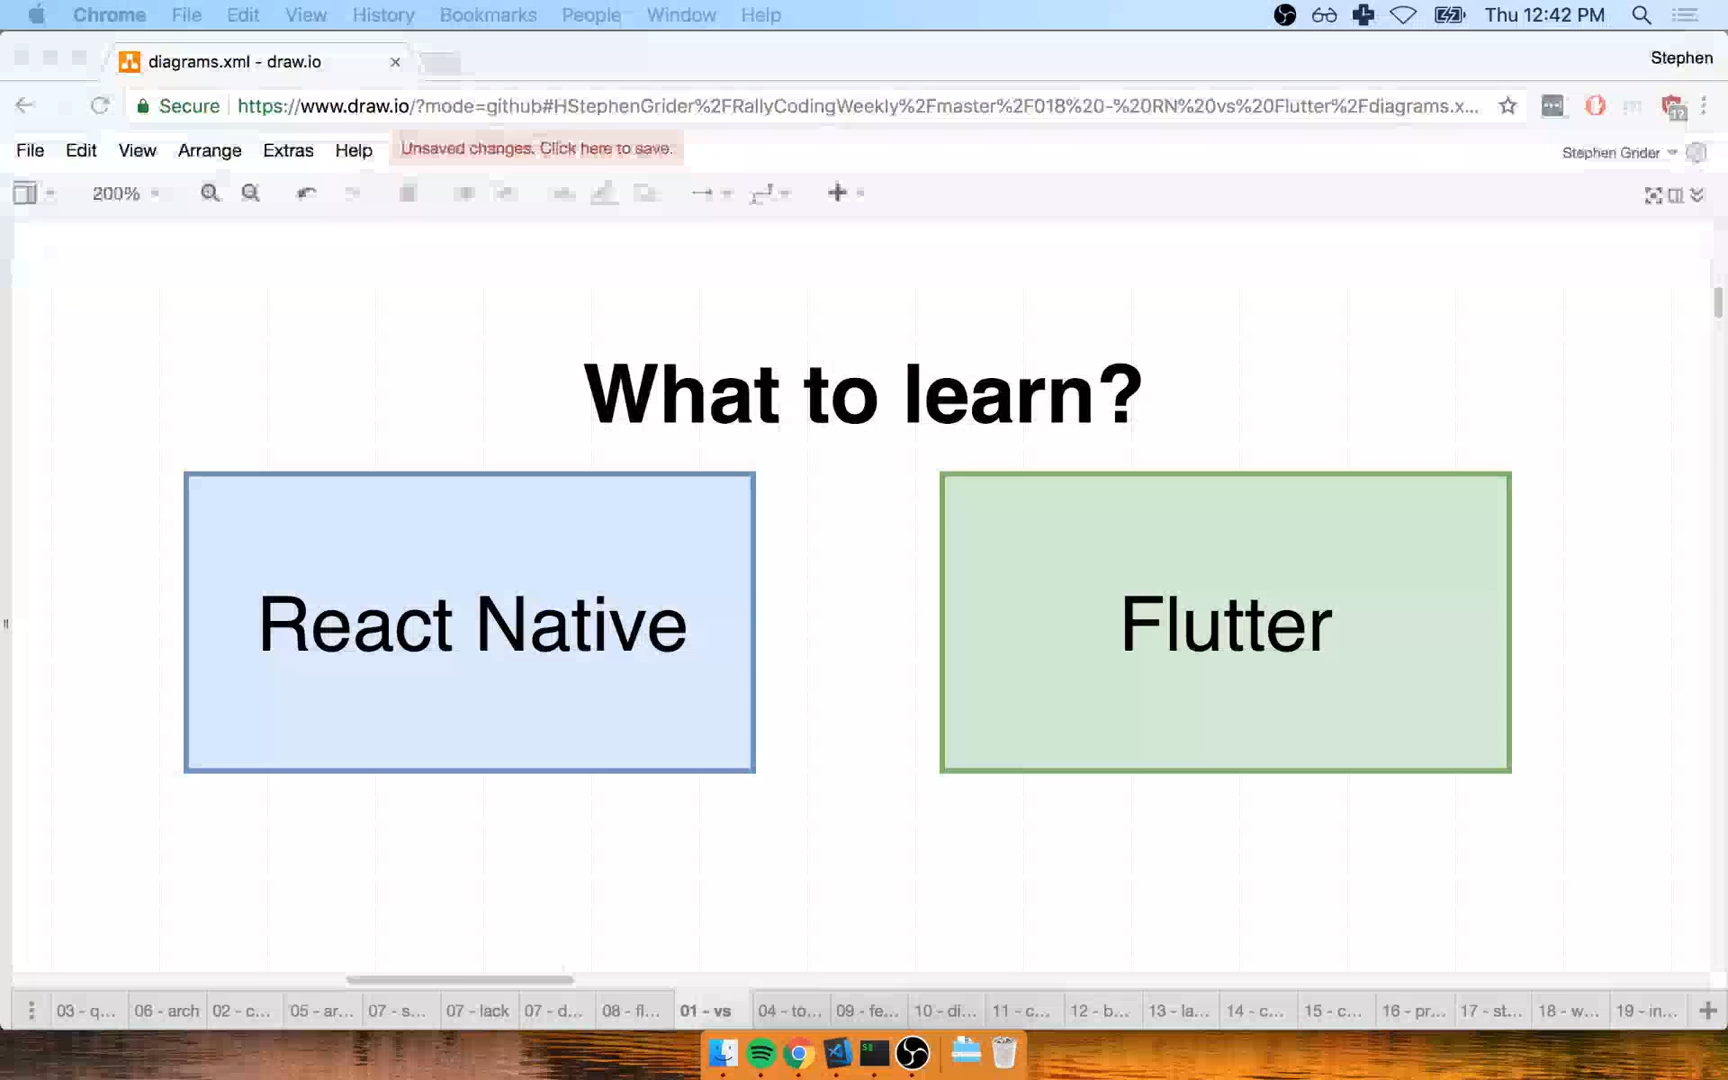 Chrome File Edit View History Bookmarks People Window Help Thu 12:42 PM
diagrams.xml - draw.io Stephen
Secure https://www.draw.io/?mode=github#HStephenGrider%2FRallyCodingWeekly%2Fmaster%2F018%20-%20RN%20vs%20Flutter%2Fdiagrams.x...
File Edit View Arrange Extras Help Unsaved changes. Click here to save. Stephen Grider
200%
What to learn?
React Native Flutter
03 - q... 06 - arch 02 - c... 05 - ar... 07 - s... 07 - lack 07 - d... 08 - fl... 01 - vs 04 - to... 09 - fe... 10 - di... 11 - c... 12 - b... 13 - la... 14 - c... 15 - c... 16 - pr... 17 - st... 18 - w... 19 - in...